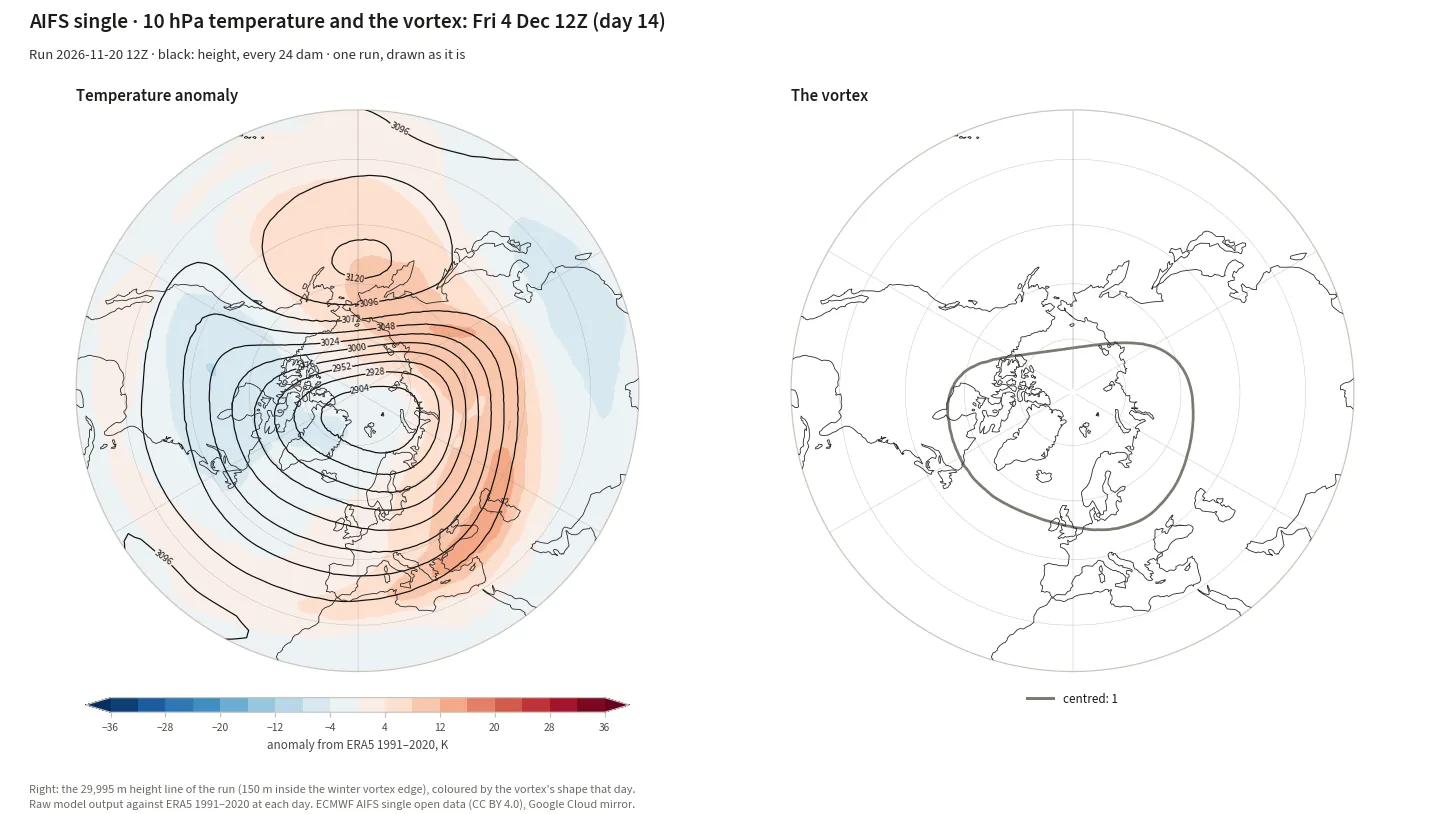 AIFS single · 10 hPa temperature and the vortex: Fri 4 Dec 12Z (day 14)
Run 2026-11-20 12Z · black: height, every 24 dam · one run, drawn as it is
Temperature anomaly
The vortex
3096
3120
3096
3072
3048
3024
3000
2952
2928
2904
3096
centred: 1
−36 −28 −20 −12 −4 4 12 20 28 36
anomaly from ERA5 1991–2020, K
Right: the 29,995 m height line of the run (150 m inside the winter vortex edge), coloured by the vortex's shape that day.
Raw model output against ERA5 1991–2020 at each day. ECMWF AIFS single open data (CC BY 4.0), Google Cloud mirror.